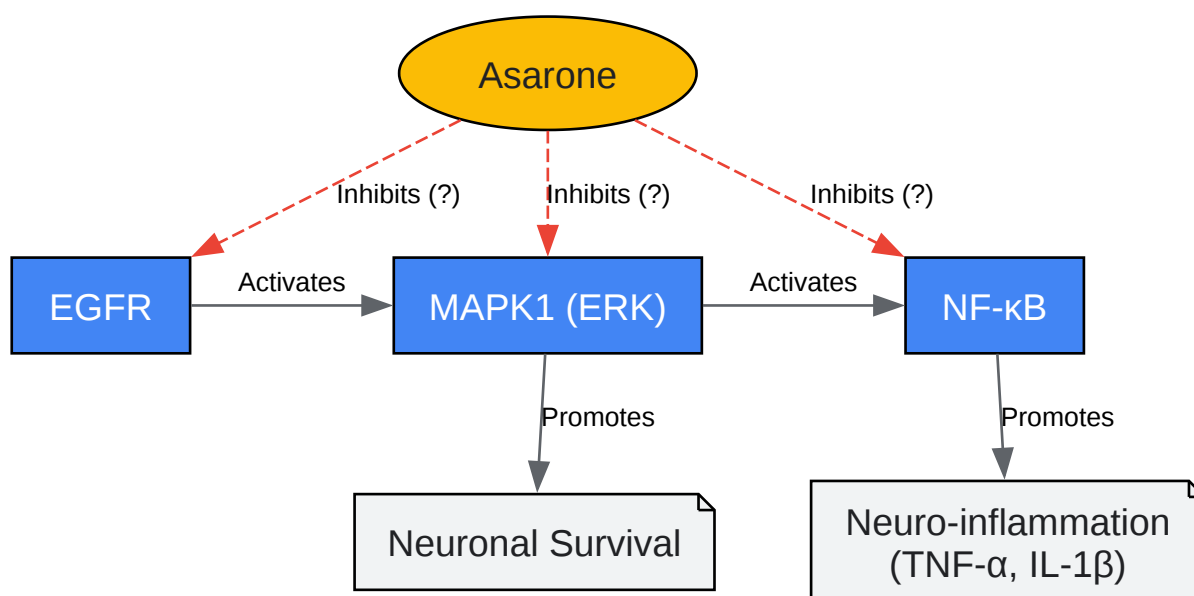 Asarone
Inhibits (?)
Inhibits (?)
Inhibits (?)
EGFR
Activates
MAPK1 (ERK)
Activates
NF-κB
Promotes
Promotes
Neuronal Survival
Neuro-inflammation
(TNF-α, IL-1β)